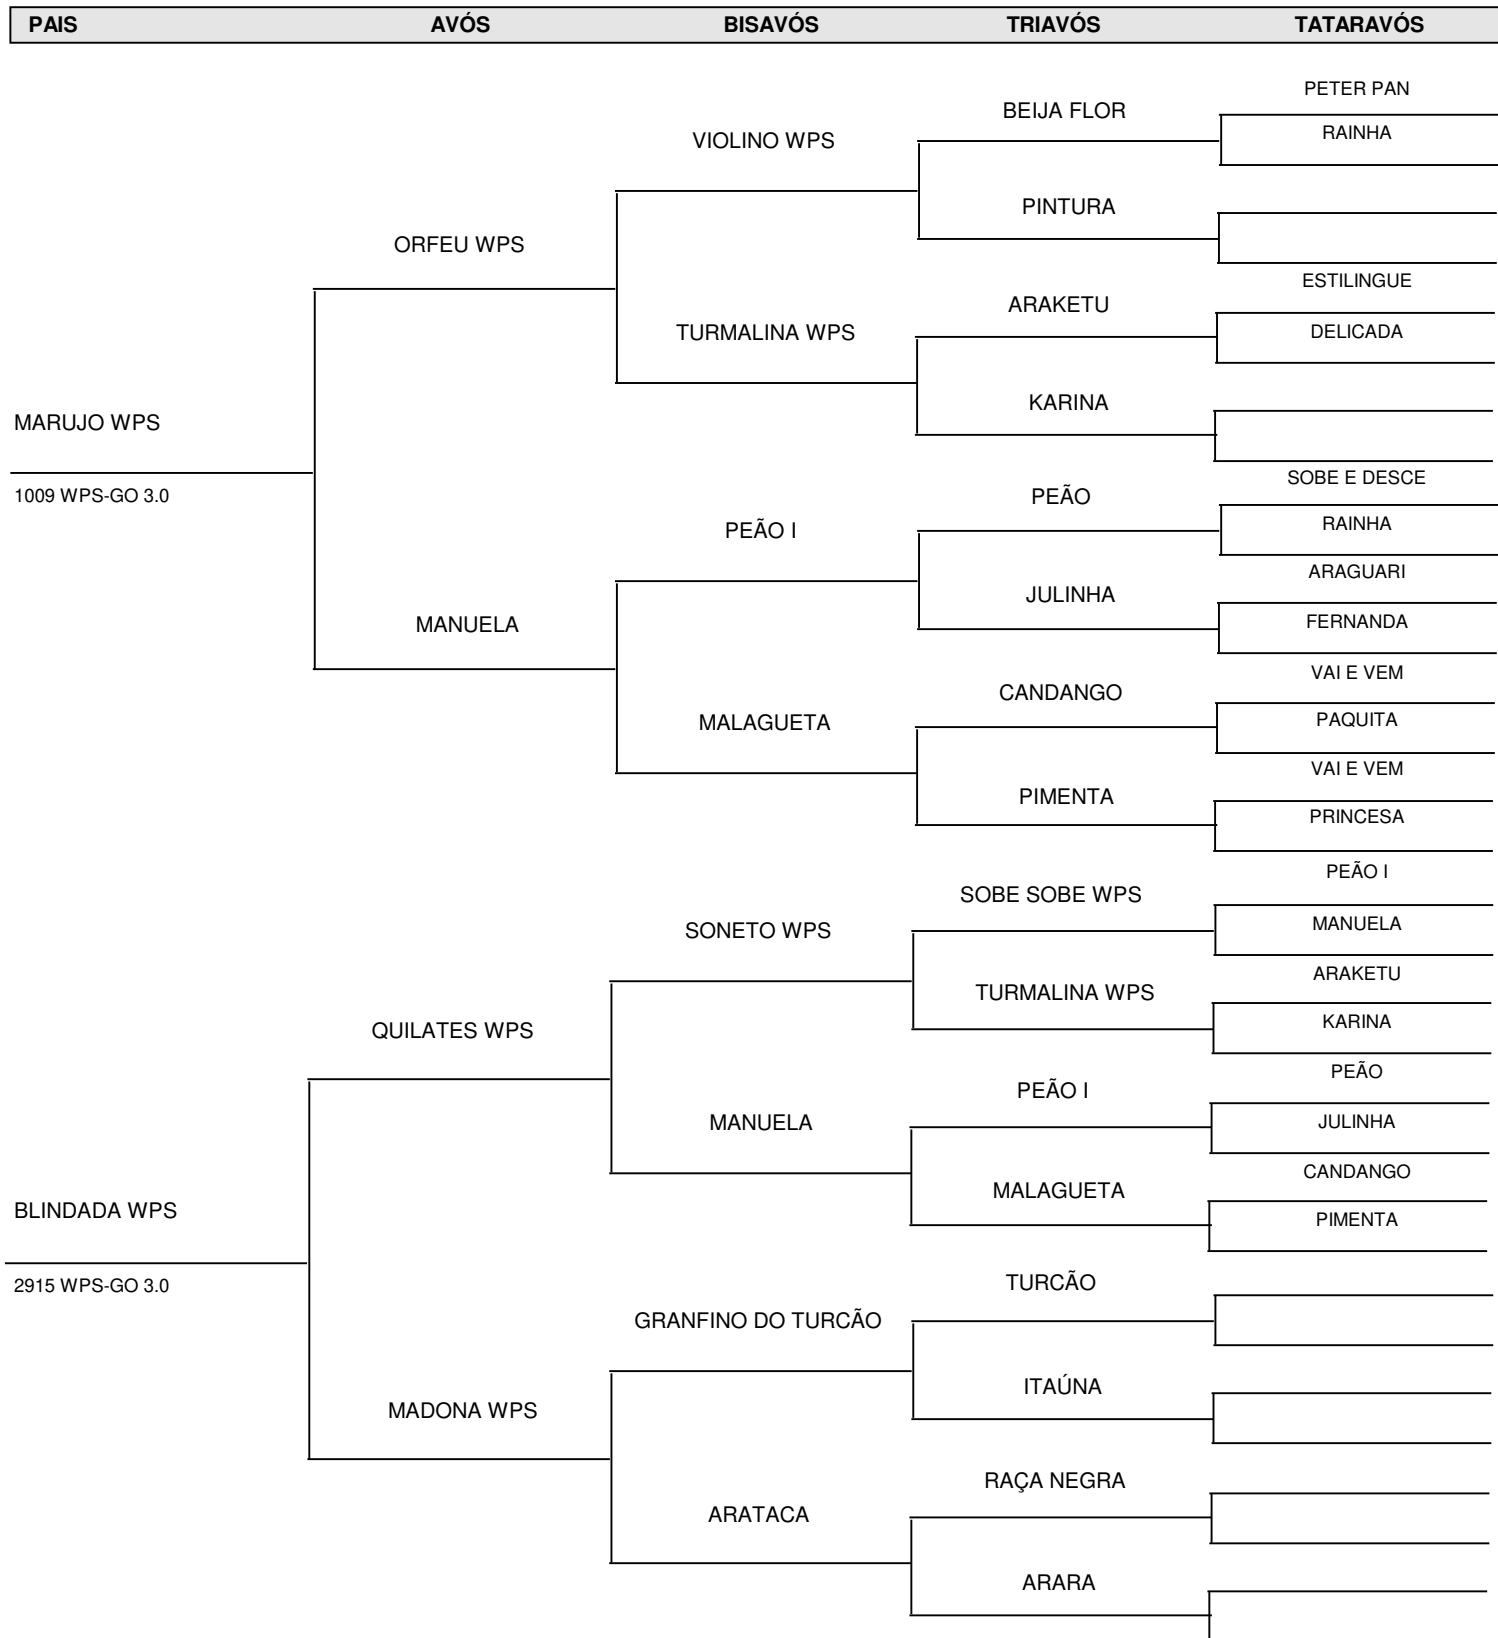 PAIS AVÓS BISAVÓS TRIAVÓS TATARAVÓS
PETER PAN
BEIJA FLOR
RAINHA
VIOLINO WPS
PINTURA
ORFEU WPS
ESTILINGUE
ARAKETU
TURMALINA WPS
DELICADA
KARINA
MARUJO WPS
SOBE E DESCE
1009 WPS-GO 3.0
PEÃO
RAINHA
PEÃO I
ARAGUARI
JULINHA
FERNANDA
MANUELA
VAI E VEM
CANDANGO
PAQUITA
MALAGUETA
VAI E VEM
PIMENTA
PRINCESA
PEÃO I
SOBE SOBE WPS
MANUELA
SONETO WPS
ARAKETU
TURMALINA WPS
KARINA
QUILATES WPS
PEÃO
PEÃO I
JULINHA
MANUELA
CANDANGO
MALAGUETA
BLINDADA WPS
PIMENTA
2915 WPS-GO 3.0
TURCÃO
GRANFINO DO TURCÃO
ITAÚNA
MADONA WPS
RAÇA NEGRA
ARATACA
ARARA